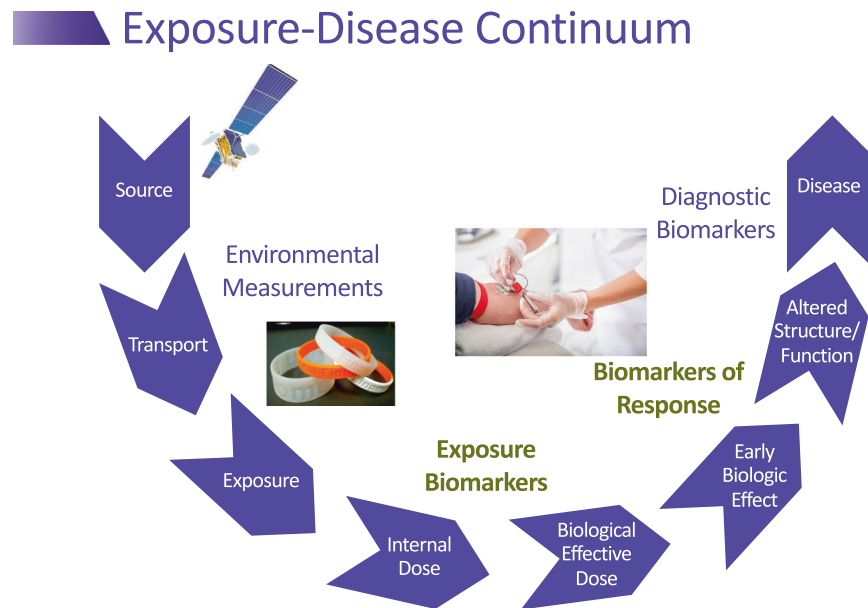 Exposure-Disease Continuum
Source
Transport
Exposure
Internal
Dose
Biological
Effective
Dose
Early
Biologic
Effect
Altered
Structure/
Function
Disease
Environmental
Measurements
Exposure
Biomarkers
Biomarkers of
Response
Diagnostic
Biomarkers